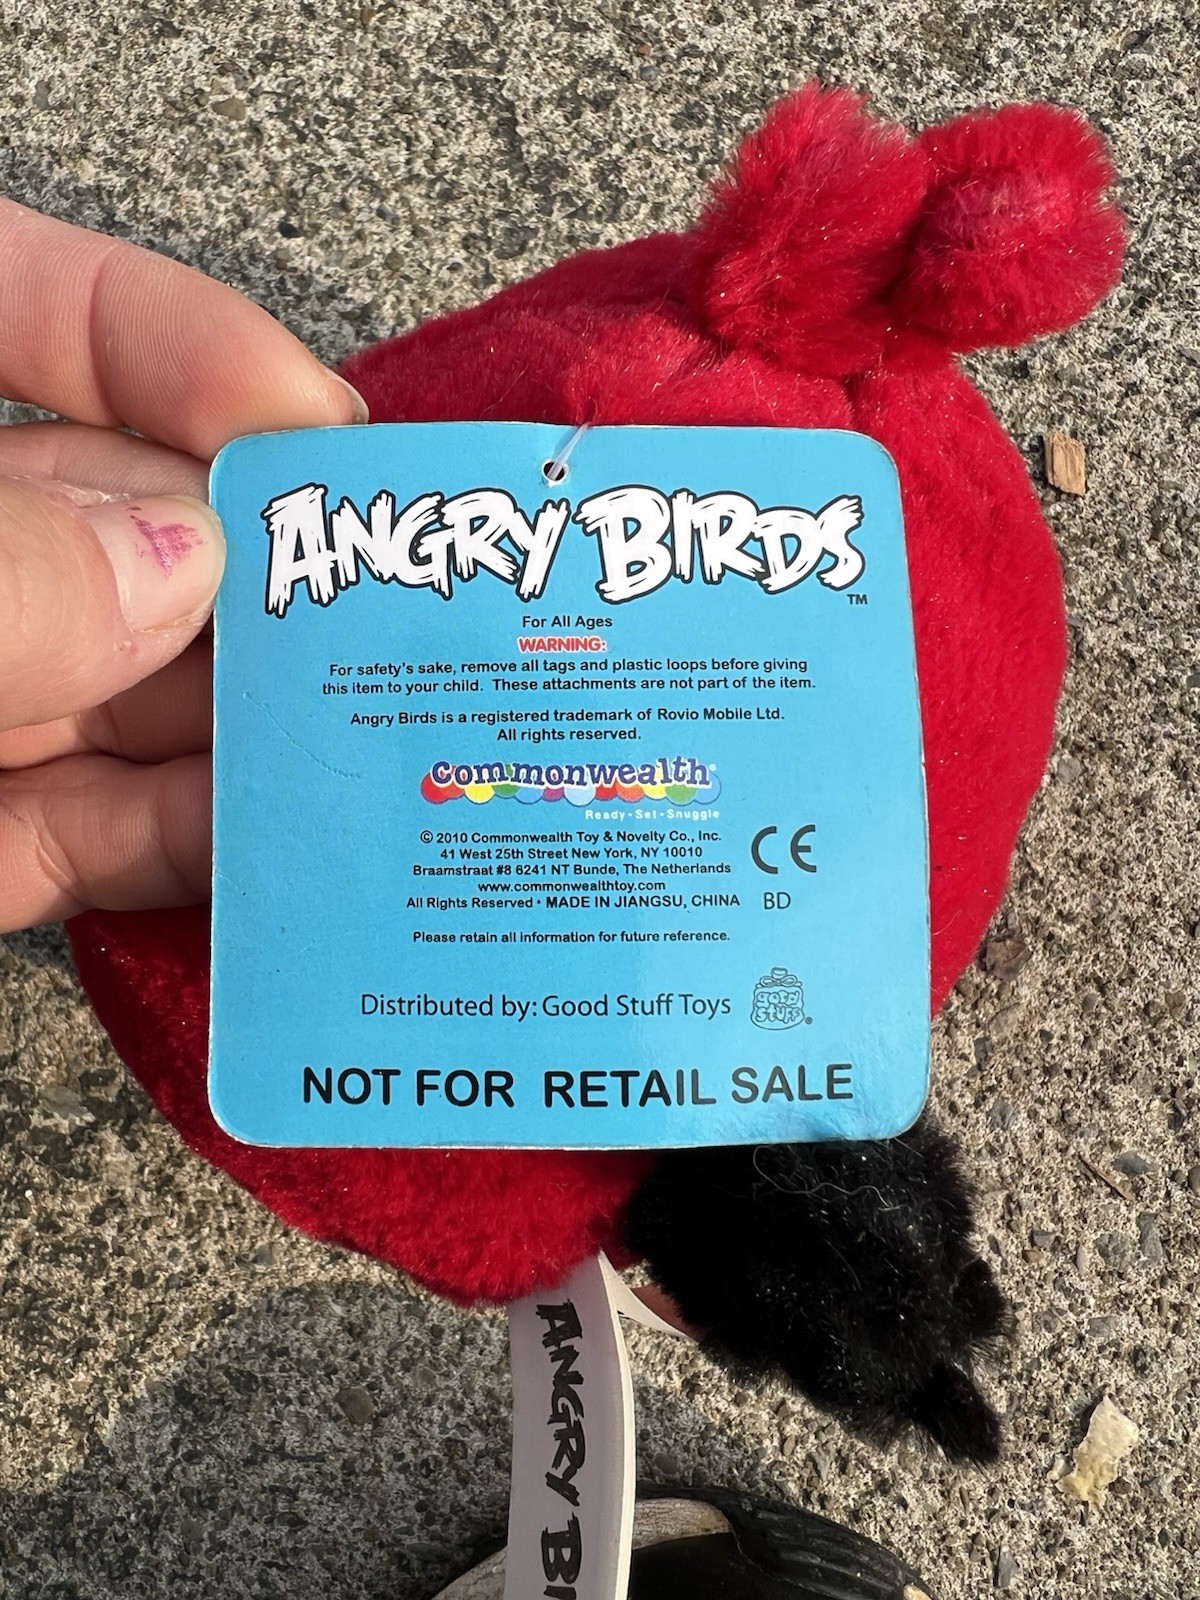 ANGRY BIRDS™
For All Ages
WARNING:
For safety's sake, remove all tags and plastic loops before giving
this item to your child. These attachments are not part of the item.
Angry Birds is a registered trademark of Rovio Mobile Ltd.
All rights reserved.
commonwealth®
Ready • Set • Snuggle
© 2010 Commonwealth Toy & Novelty Co., Inc.
41 West 25th Street New York, NY 10010
Braamstraat #8 6241 NT Bunde, The Netherlands
www.commonwealthtoy.com
All Rights Reserved • MADE IN JIANGSU, CHINA
CE
BD
Please retain all information for future reference.
Distributed by: Good Stuff Toys
good
stuff®
NOT FOR RETAIL SALE
ANGRY BI